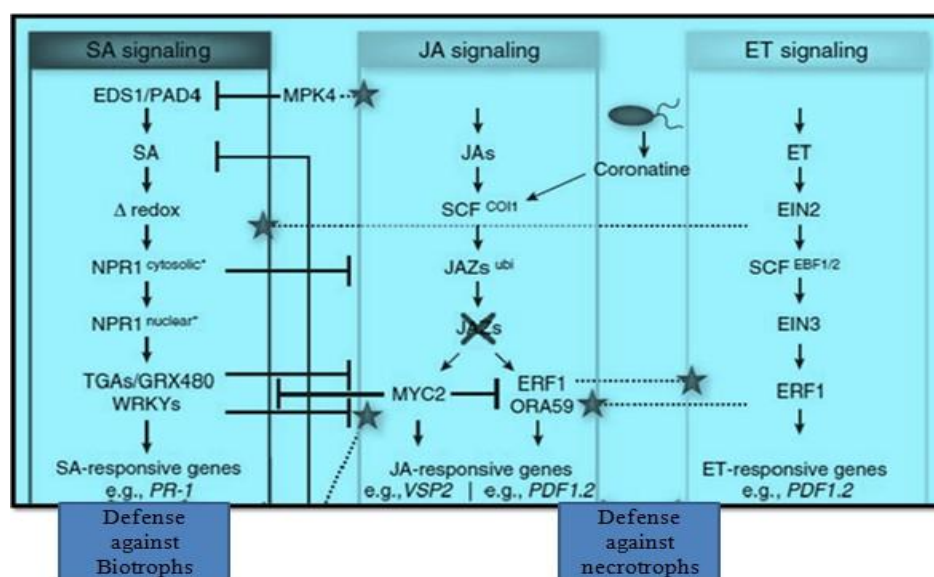 SA signaling
EDS1/PAD4
SA
Δ redox
NPR1 cytosolic*
NPR1 nuclear*
TGAs/GRX480
WRKYs
SA-responsive genes
e.g., PR-1
Defense
against
Biotrophs
MPK4
JA signaling
JAs
SCF COI1
JAZs ubi
JAZs
MYC2
ERF1
ORA59
JA-responsive genes
e.g.,VSP2 | e.g., PDF1.2
Coronatine
Defense
against
necrotrophs
ET signaling
ET
EIN2
SCF EBF1/2
EIN3
ERF1
ET-responsive genes
e.g., PDF1.2